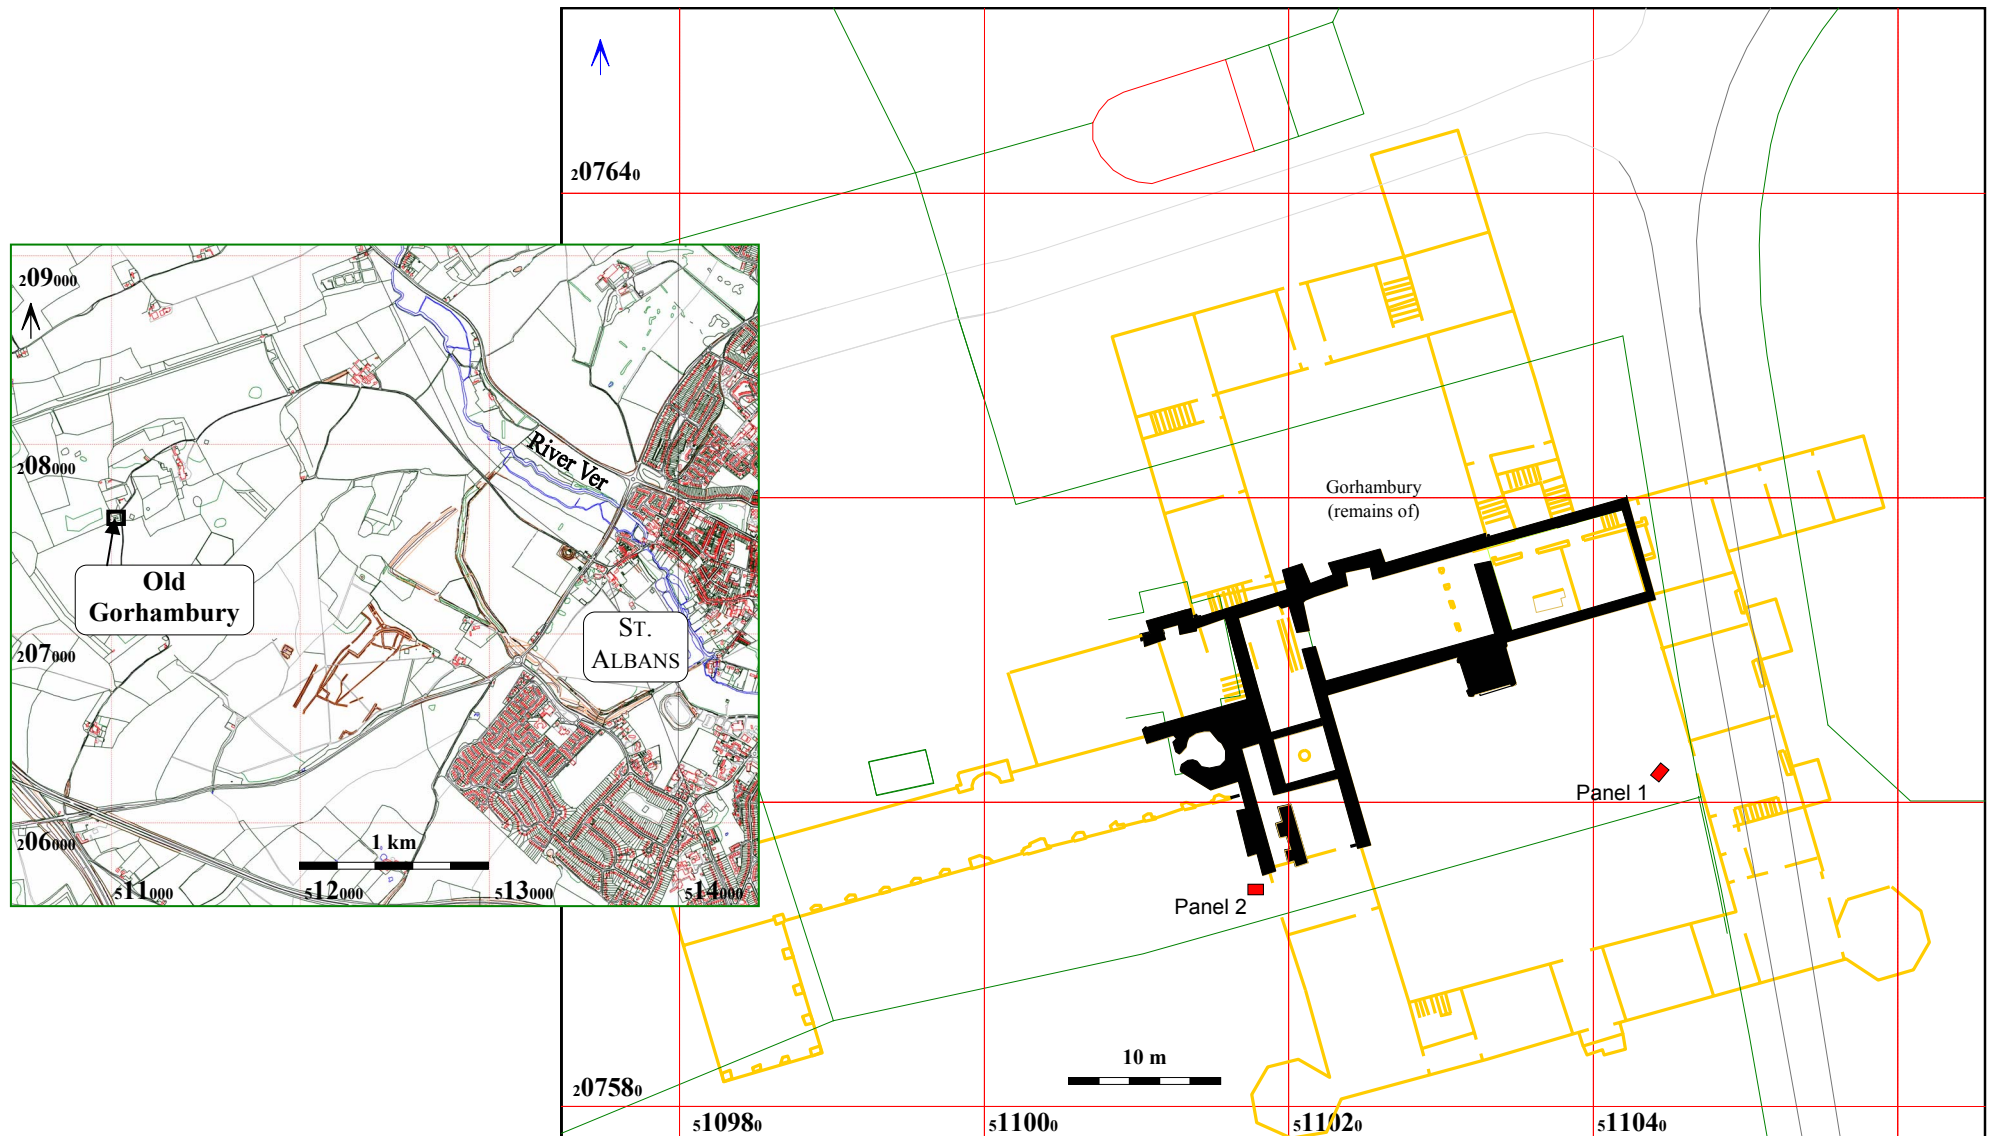 209000
208000
207000
206000
511000
512000
513000
514000
1 km
River Ver
Old
Gorhambury
ST.
ALBANS
207640
207580
510980
511000
511020
511040
Gorhambury
(remains of)
Panel 1
Panel 2
10 m